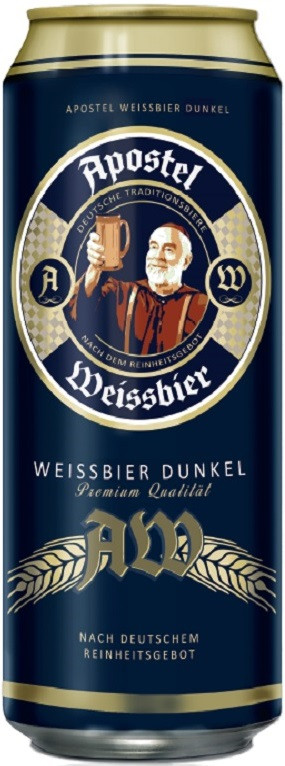 APOSTEL WEISSBIER DUNKEL
Apostel
DEUTSCHE TRADITIONSBIERE
A W
NACH DEM REINHEITSGEBOT
Weissbier
WEISSBIER DUNKEL
Premium Qualität
AW
NACH DEUTSCHEM
REINHEITSGEBOT